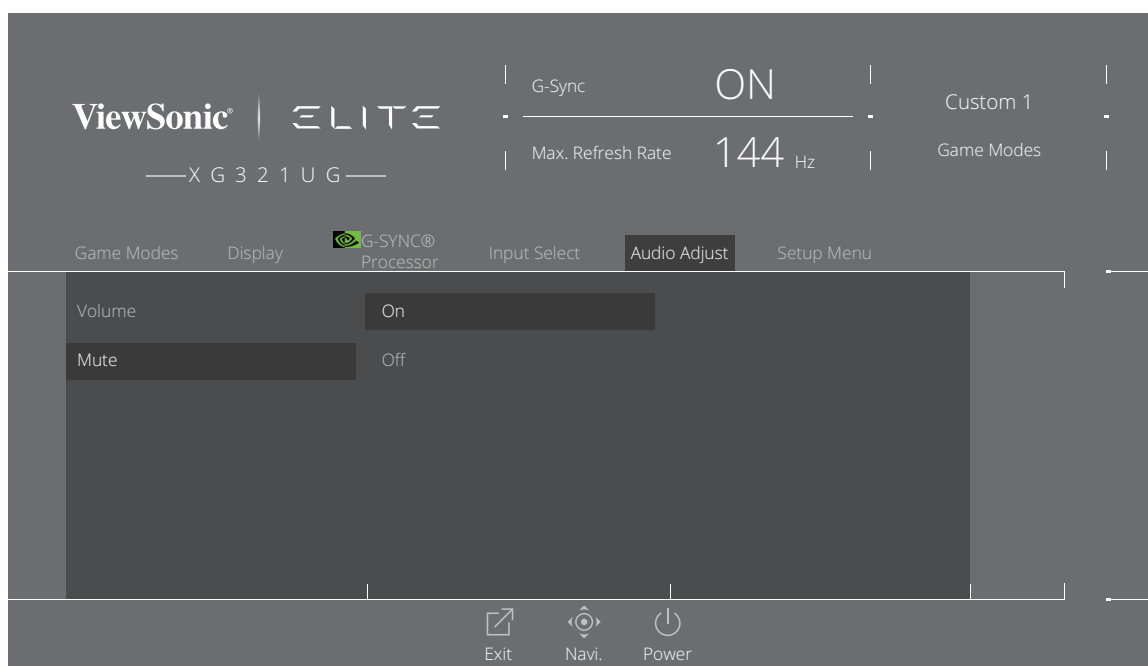 ViewSonic® ELITE
XG321UG
G-Sync ON
Max. Refresh Rate 144 Hz
Custom 1
Game Modes
Game Modes
Display
G-SYNC®
Processor
Input Select
Audio Adjust
Setup Menu
Volume
Mute
On
Off
Exit
Navi.
Power